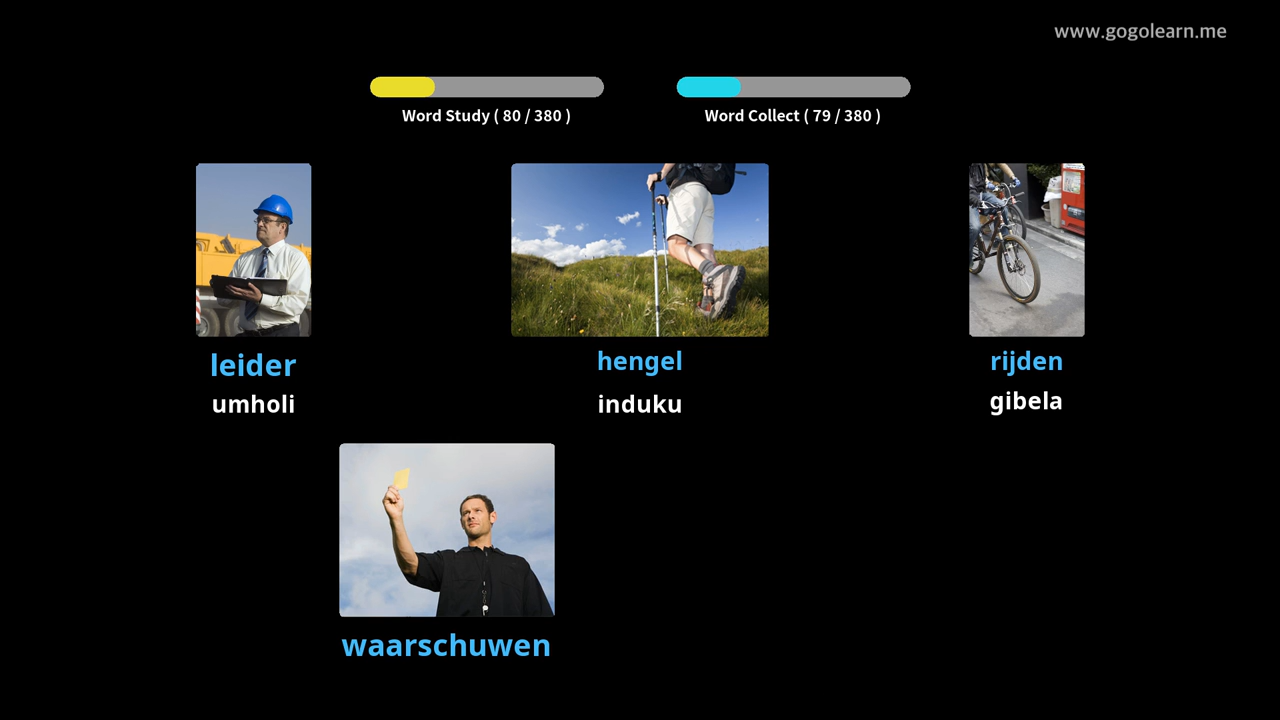 www.gogolearn.me
Word Study ( 80 / 380 )
Word Collect ( 79 / 380 )
leider
umholi
hengel
induku
rijden
gibela
waarschuwen